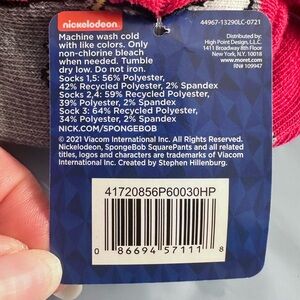 nickelodeon
44967-13290LC-0721
Machine wash cold
with like colors. Only
non-chlorine bleach
when needed. Tumble
dry low. Do not iron.
Distributed by:
High Point Design, L.L.C.
1411 Broadway 8th Floor
New York, N.Y. 10018
www.moret.com
RN# 109947
Socks 1,5: 56% Polyester,
42% Recycled Polyester, 2% Spandex
Socks 2,4: 59% Recycled Polyester,
39% Polyester, 2% Spandex
Sock 3: 64% Recycled Polyester,
34% Polyester, 2% Spandex
NICK.COM/SPONGEBOB
© 2021 Viacom International Inc. All Rights Reserved.
Nickelodeon, SpongeBob SquarePants and all related
titles, logos and characters are trademarks of Viacom
International Inc. Created by Stephen Hillenburg.
41720856P60030HP
0 86694 57111 8